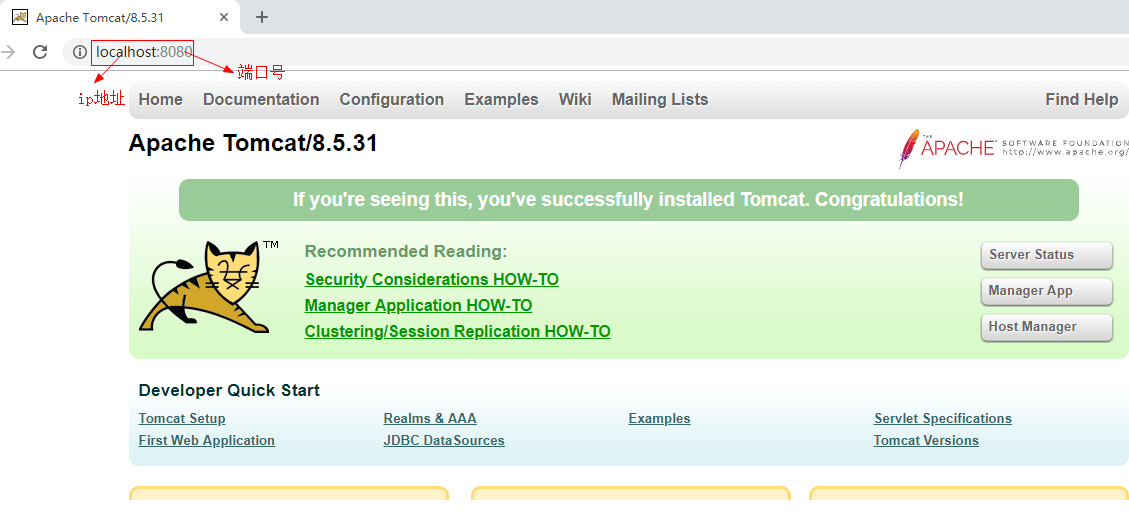 Apache Tomcat/8.5.31
localhost:8080
端口号
ip地址
Home Documentation Configuration Examples Wiki Mailing Lists Find Help
Apache Tomcat/8.5.31
THE
APACHE SOFTWARE FOUNDATION
http://www.apache.org/
If you're seeing this, you've successfully installed Tomcat. Congratulations!
TM
Recommended Reading:
Security Considerations HOW-TO
Manager Application HOW-TO
Clustering/Session Replication HOW-TO
Server Status
Manager App
Host Manager
Developer Quick Start
Tomcat Setup Realms & AAA Examples Servlet Specifications
First Web Application JDBC DataSources Tomcat Versions